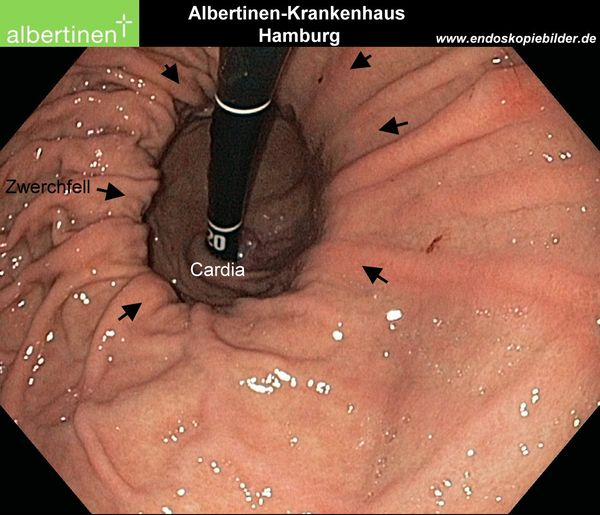 albertinen
Albertinen-Krankenhaus
Hamburg
www.endoskopiebilder.de
Zwerchfell
20
Cardia